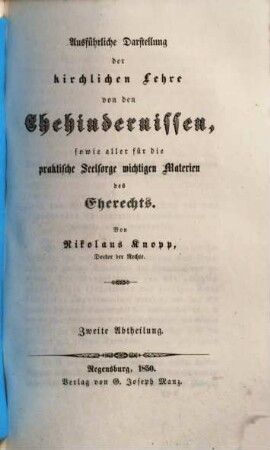 Ausführliche Darstellung
der
kirchlichen Lehre
von den
Ehehindernissen,
sowie aller für die
praktische Seelsorge wichtigen Materien
des
Eherechts.
Von
Nikolaus Knopp,
Doctor der Rechte.
Zweite Abtheilung.
Regensburg, 1850.
Verlag von G. Joseph Manz.